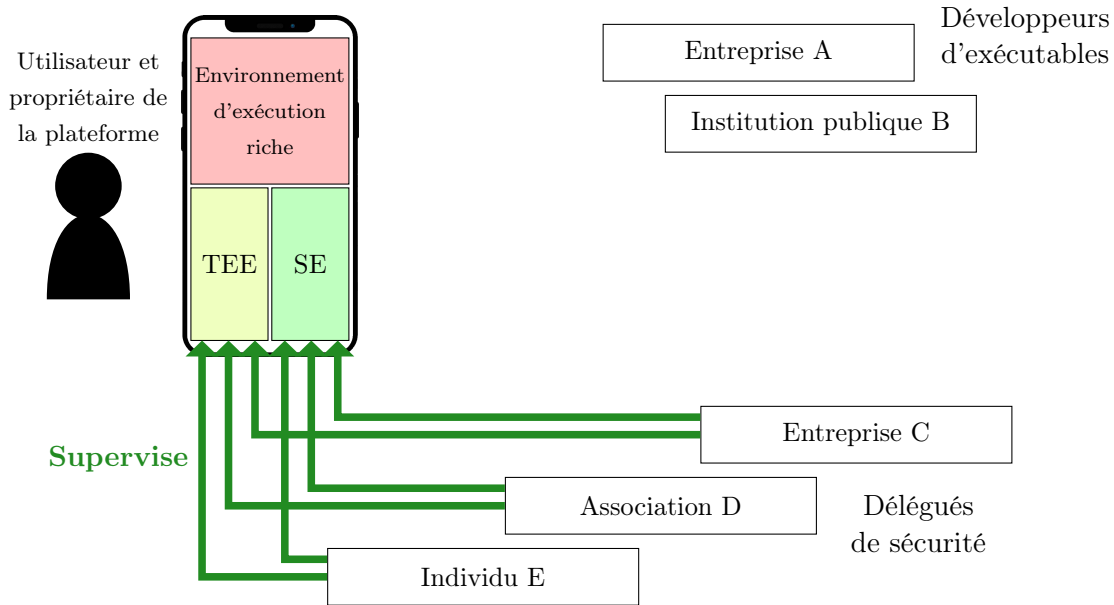 Utilisateur et
propriétaire de
la plateforme
Environnement
d'exécution
riche
TEE
SE
Entreprise A
Développeurs
d'exécutables
Institution publique B
Supervise
Entreprise C
Association D
Délégués
de sécurité
Individu E